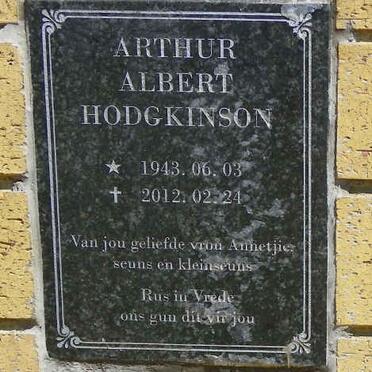 ARTHUR
ALBERT
HODGKINSON
★ 1943. 06. 03
✝ 2012. 02. 24
Van jou geliefde vrou Annetjie,
seuns en kleinseuns
Rus in Vrede
ons gun dit vir jou